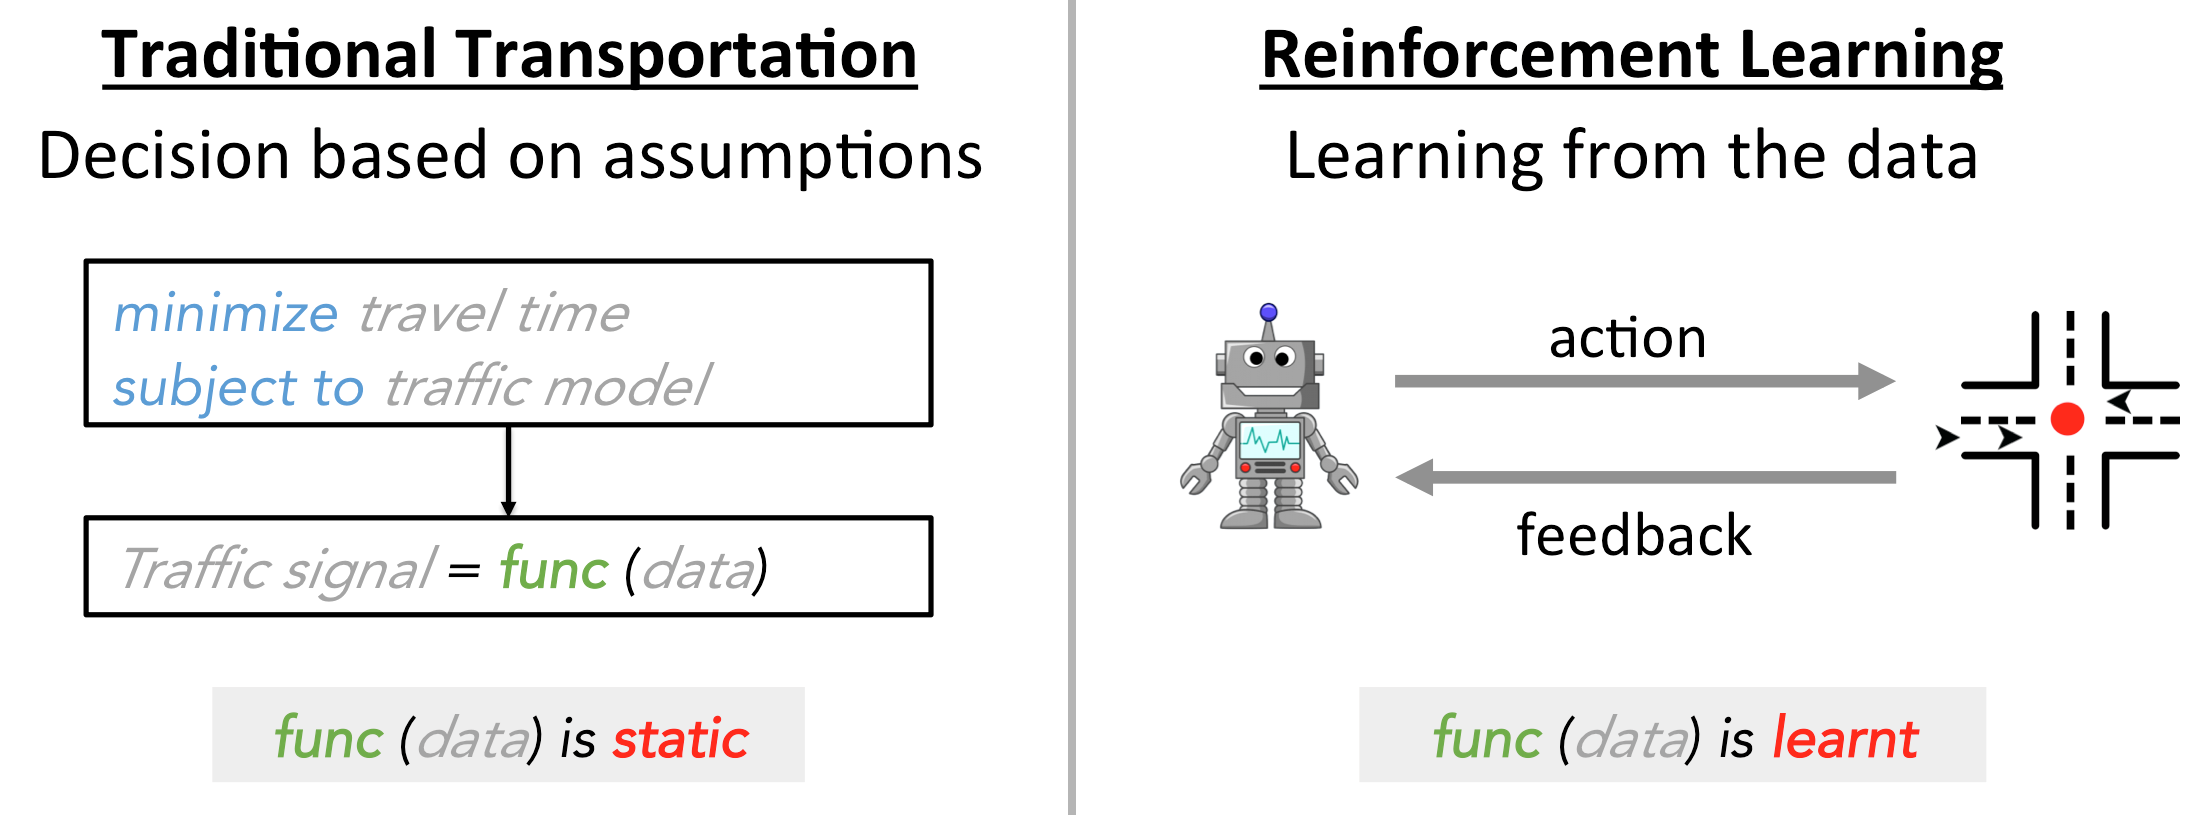 Traditional Transportation
Decision based on assumptions
minimize travel time
subject to traffic model
Traffic signal = func (data)
func (data) is static
Reinforcement Learning
Learning from the data
action
feedback
func (data) is learnt